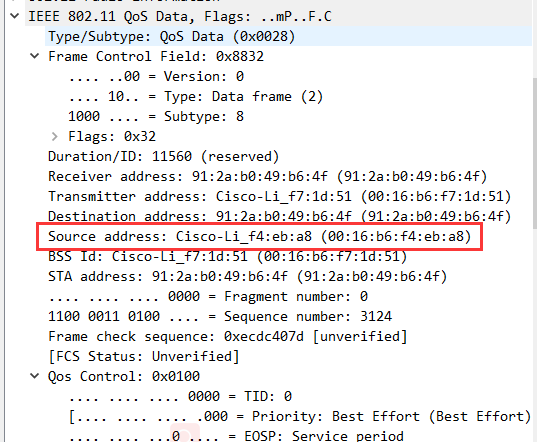 IEEE 802.11 QoS Data, Flags: ..mP..F.C
Type/Subtype: QoS Data (0x0028)
Frame Control Field: 0x8832
.... ..00 = Version: 0
.... 10.. = Type: Data frame (2)
1000 .... = Subtype: 8
Flags: 0x32
Duration/ID: 11560 (reserved)
Receiver address: 91:2a:b0:49:b6:4f (91:2a:b0:49:b6:4f)
Transmitter address: Cisco-Li_f7:1d:51 (00:16:b6:f7:1d:51)
Destination address: 91:2a:b0:49:b6:4f (91:2a:b0:49:b6:4f)
Source address: Cisco-Li_f4:eb:a8 (00:16:b6:f4:eb:a8)
BSS Id: Cisco-Li_f7:1d:51 (00:16:b6:f7:1d:51)
STA address: 91:2a:b0:49:b6:4f (91:2a:b0:49:b6:4f)
.... .... .... 0000 = Fragment number: 0
1100 0011 0100 .... = Sequence number: 3124
Frame check sequence: 0xecdc407d [unverified]
[FCS Status: Unverified]
Qos Control: 0x0100
.... .... .... 0000 = TID: 0
[.... .... .... .000 = Priority: Best Effort (Best Effort)
.... .... ...0 .... = EOSP: Service period